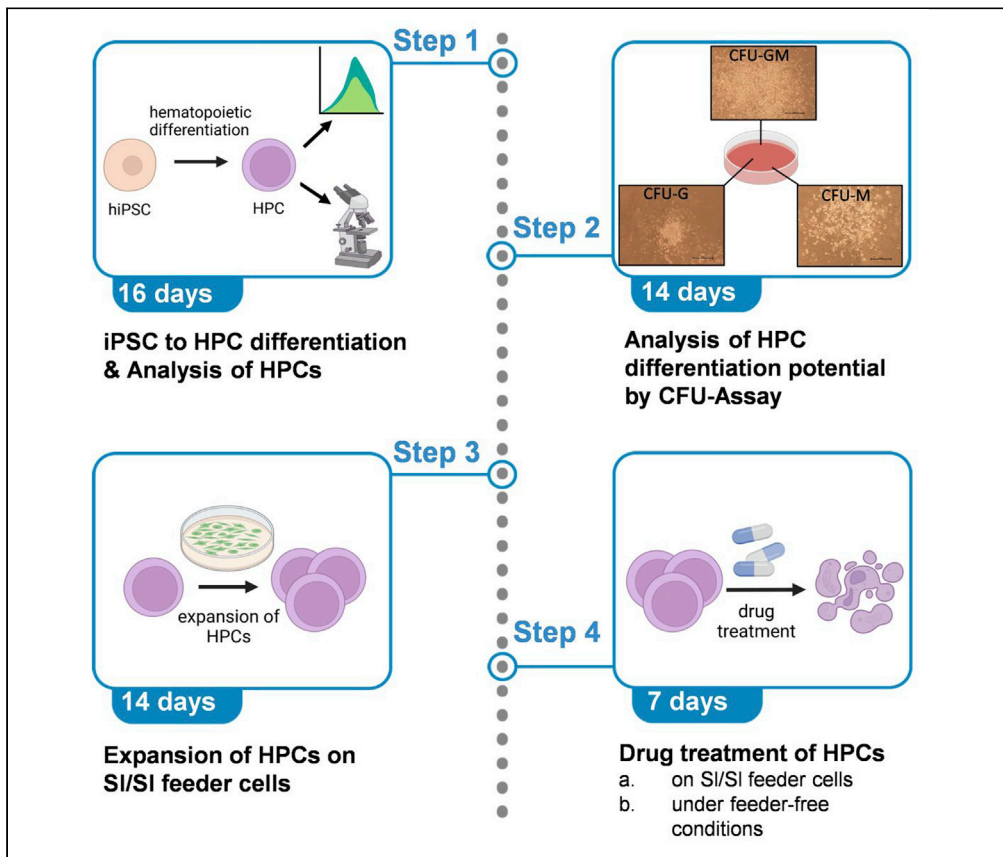 Step 1
hematopoietic
differentiation
hiPSC
HPC
16 days
iPSC to HPC differentiation
& Analysis of HPCs
Step 2
CFU-GM
CFU-G
CFU-M
14 days
Analysis of HPC
differentiation potential
by CFU-Assay
Step 3
expansion of
HPCs
14 days
Expansion of HPCs on
Sl/Sl feeder cells
Step 4
drug
treatment
7 days
Drug treatment of HPCs
a. on Sl/Sl feeder cells
b. under feeder-free
conditions